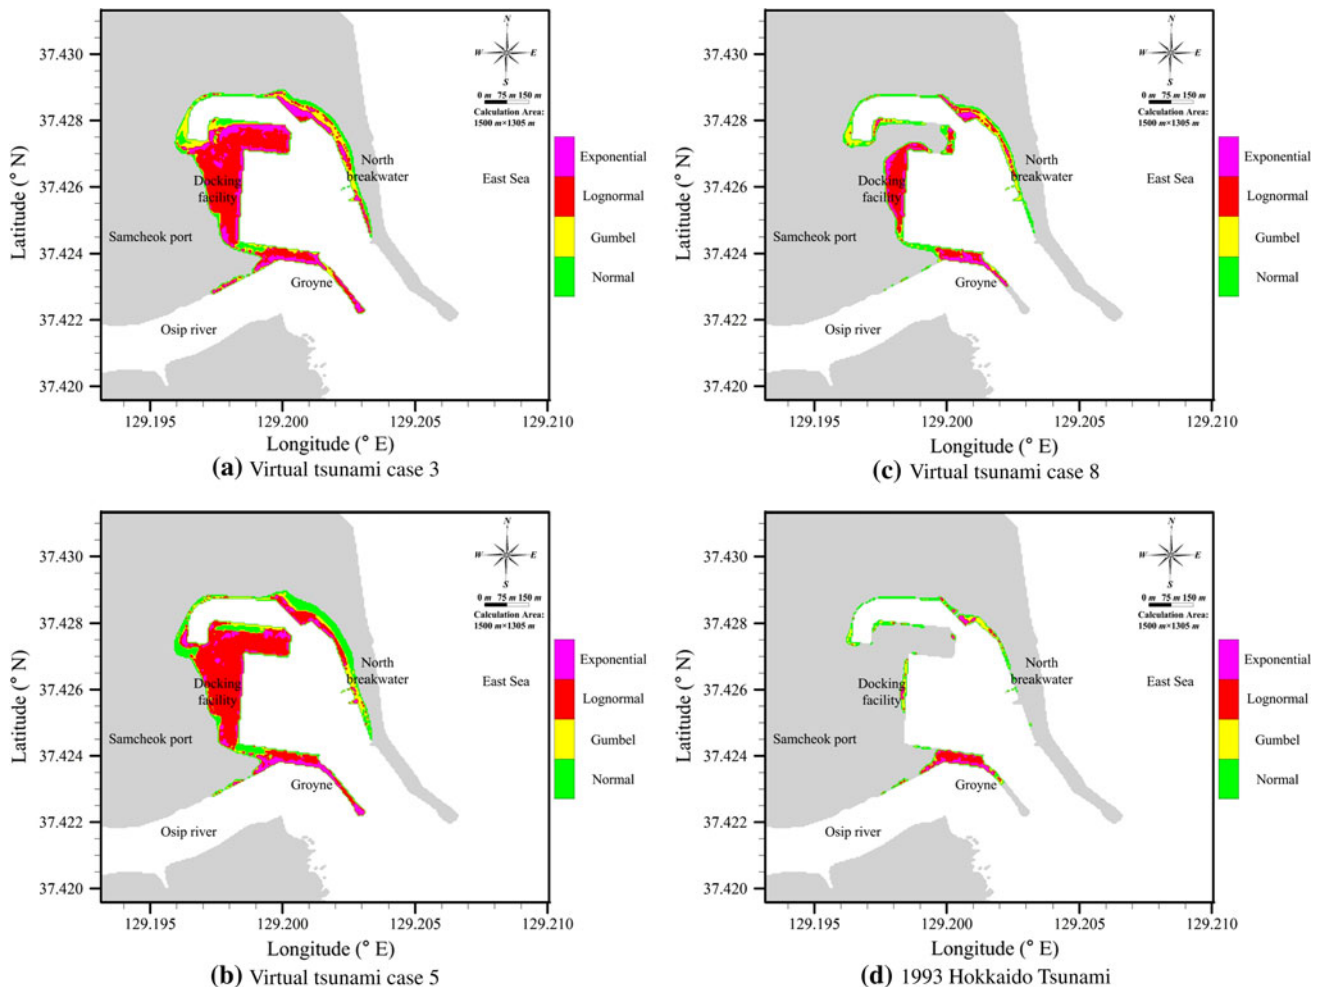 37.430
37.428
37.426
37.424
37.422
37.420
Latitude (° N)
N
W E
S
0 m 75 m 150 m
Calculation Area:
1500 m×1305 m
North
breakwater
East Sea
Docking
facility
Samcheok port
Groyne
Osip river
Exponential
Lognormal
Gumbel
Normal
129.195 129.200 129.205 129.210
Longitude (° E)
(a) Virtual tsunami case 3
37.430
37.428
37.426
37.424
37.422
37.420
Latitude (° N)
N
W E
S
0 m 75 m 150 m
Calculation Area:
1500 m×1305 m
North
breakwater
East Sea
Docking
facility
Samcheok port
Groyne
Osip river
Exponential
Lognormal
Gumbel
Normal
129.195 129.200 129.205 129.210
Longitude (° E)
(c) Virtual tsunami case 8
37.430
37.428
37.426
37.424
37.422
37.420
Latitude (° N)
N
W E
S
0 m 75 m 150 m
Calculation Area:
1500 m×1305 m
North
breakwater
East Sea
Docking
facility
Samcheok port
Groyne
Osip river
Exponential
Lognormal
Gumbel
Normal
129.195 129.200 129.205 129.210
Longitude (° E)
(b) Virtual tsunami case 5
37.430
37.428
37.426
37.424
37.422
37.420
Latitude (° N)
N
W E
S
0 m 75 m 150 m
Calculation Area:
1500 m×1305 m
North
breakwater
East Sea
Docking
facility
Samcheok port
Groyne
Osip river
Exponential
Lognormal
Gumbel
Normal
129.195 129.200 129.205 129.210
Longitude (° E)
(d) 1993 Hokkaido Tsunami